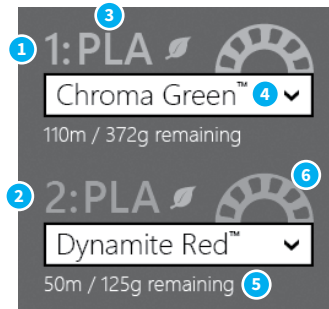 3
1 1:PLA
Chroma Green™ 4
110m / 372g remaining
6
2 2:PLA
Dynamite Red™
50m / 125g remaining 5